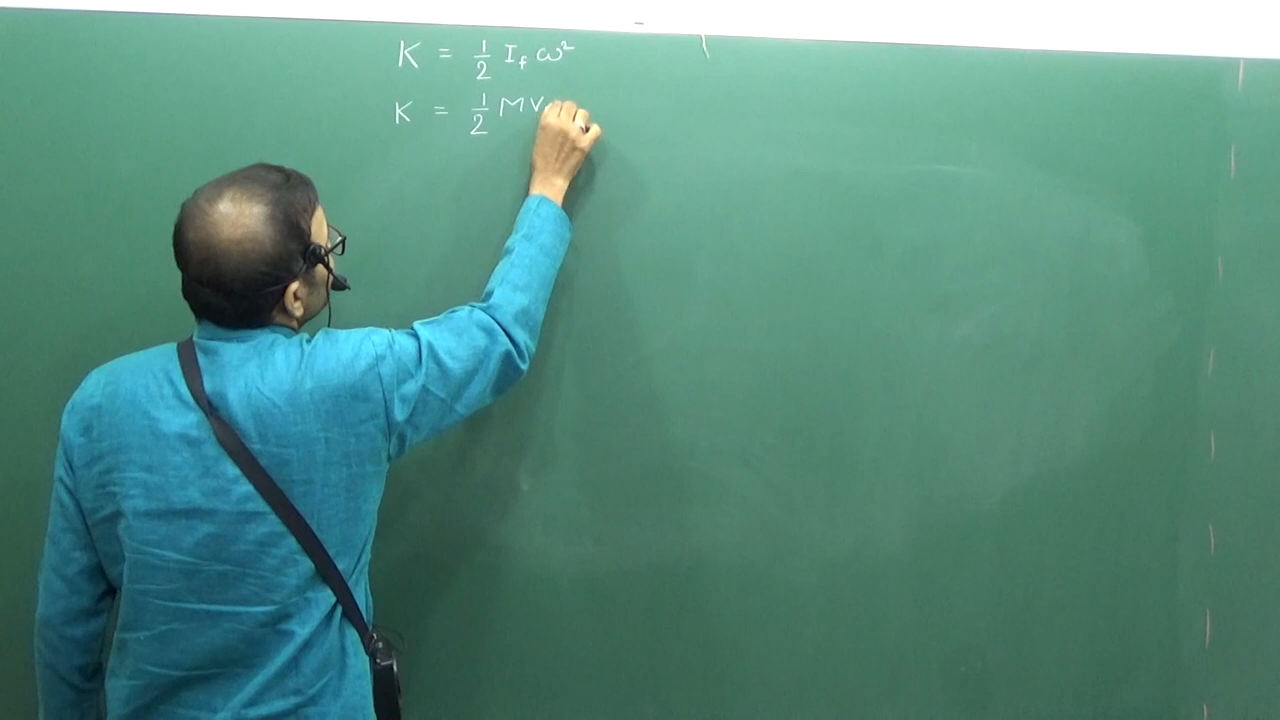 K = 1/2 I_f ω²
K = 1/2 M V